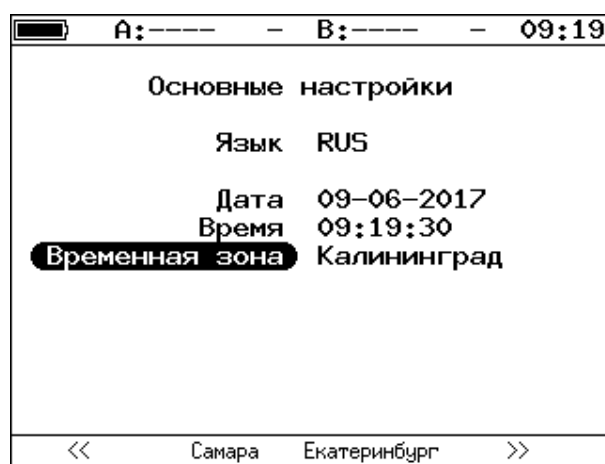 A:---- - B:---- - 09:19
Основные настройки
Язык RUS
Дата 09-06-2017
Время 09:19:30
Временная зона Калининград
<< Самара Екатеринбург >>